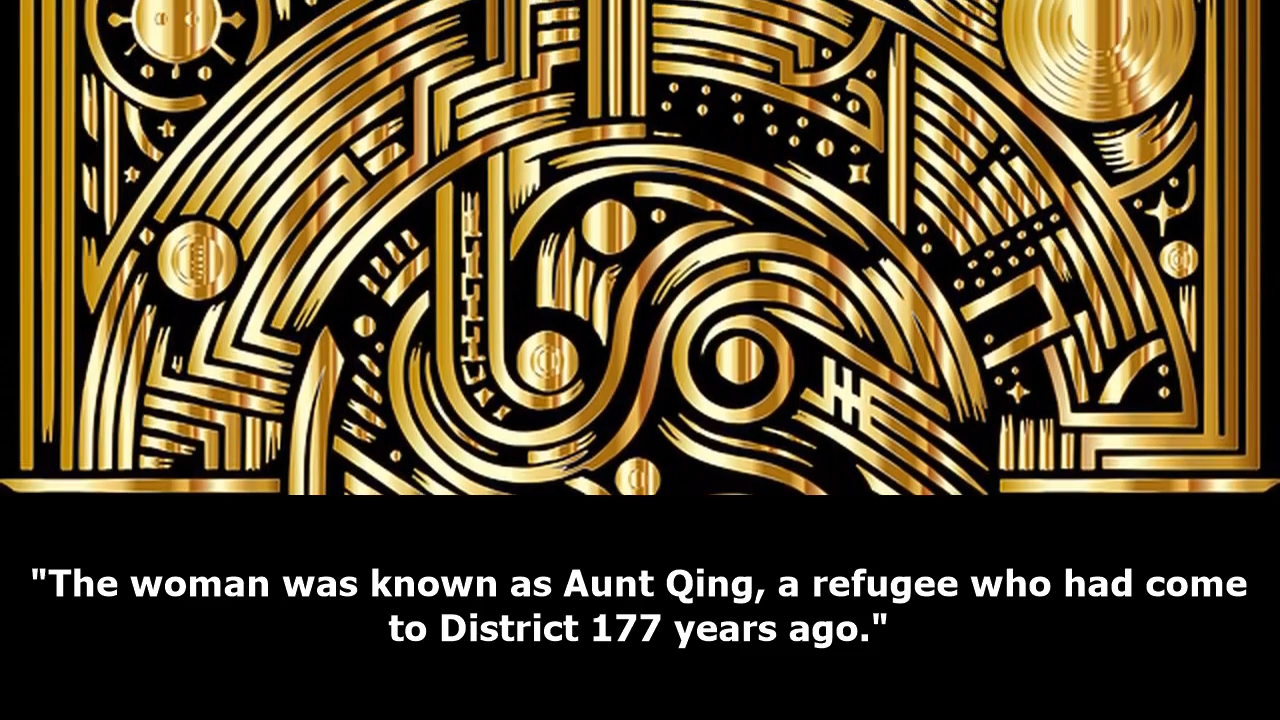 "The woman was known as Aunt Qing, a refugee who had come
to District 177 years ago."